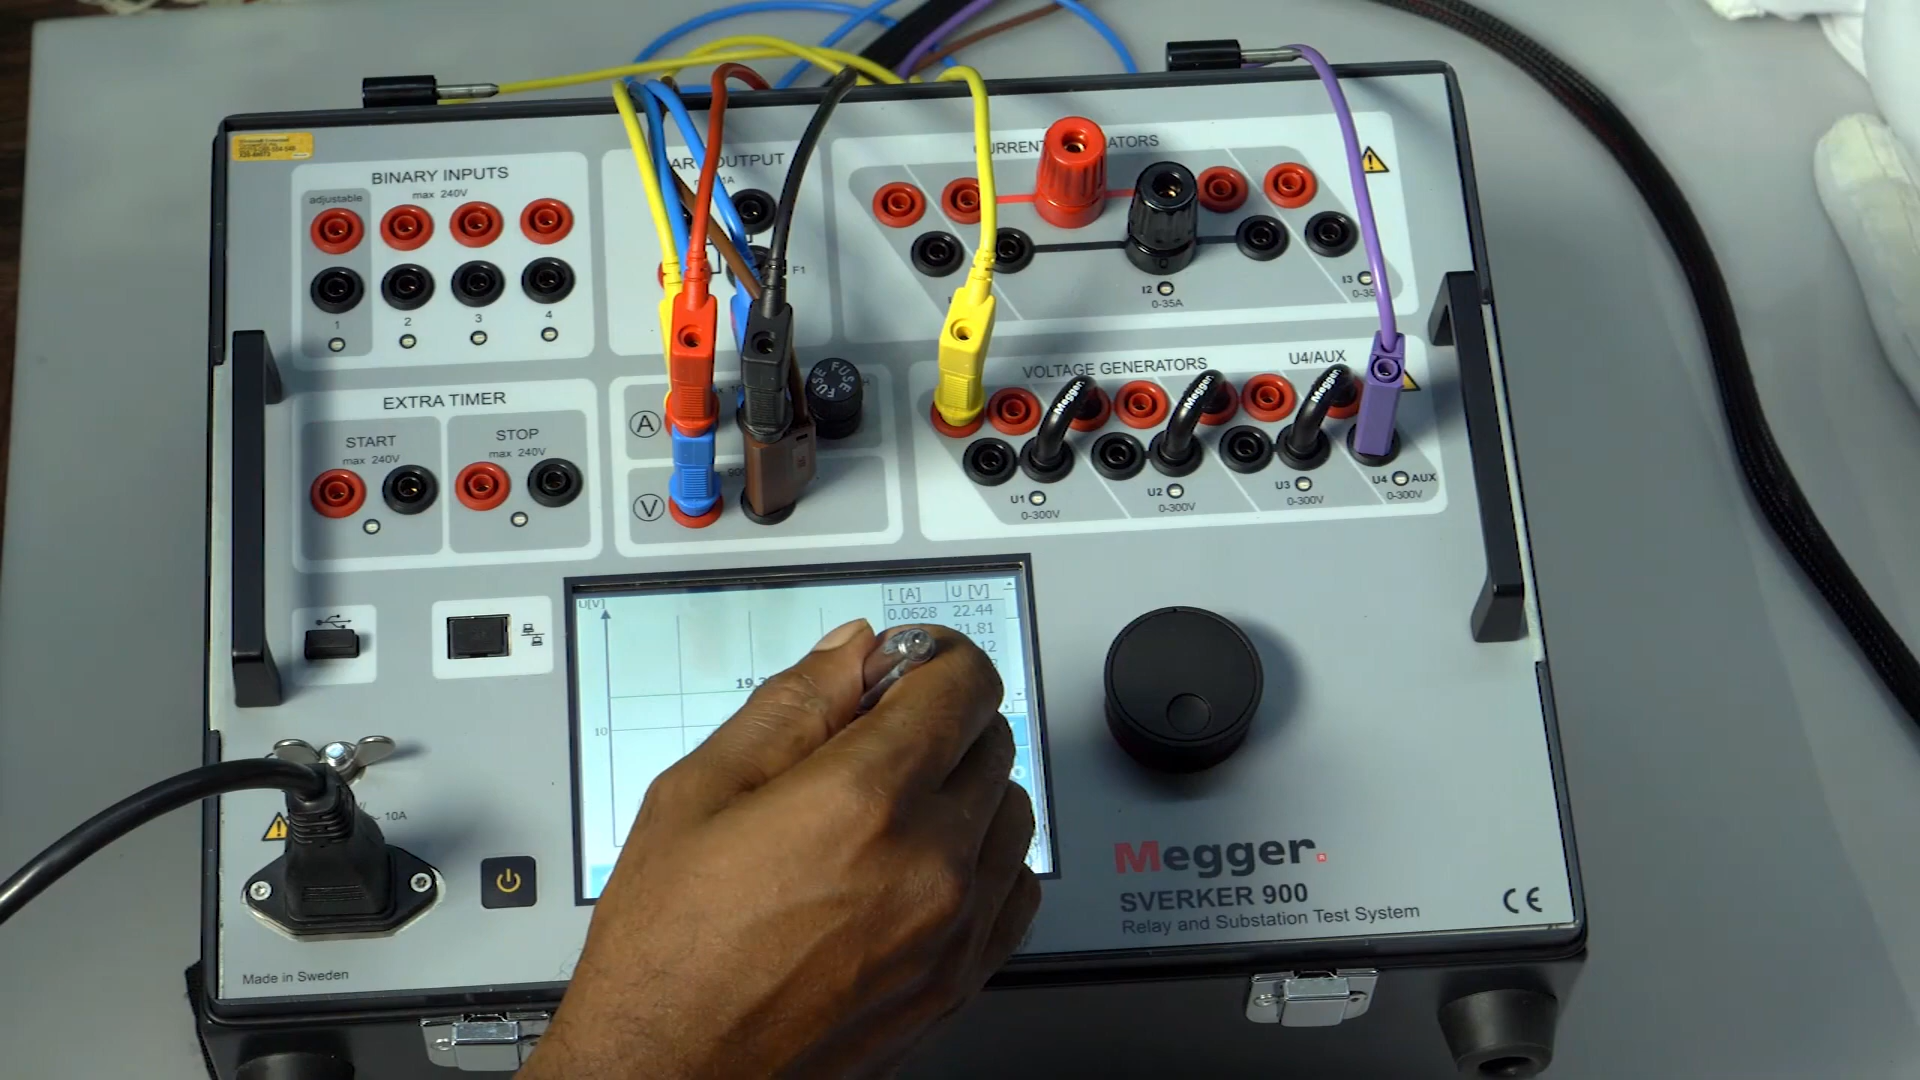 BINARY INPUTS
max 240V
adjustable
1
2
3
4
EXTRA TIMER
START
max 240V
STOP
max 240V
OUTPUT
F1
FUSE FUSE
A
V
CURRENT
I2
0-35A
I3
VOLTAGE GENERATORS
U4/AUX
Megger
Megger
Megger
U1
0-300V
U2
0-300V
U3
0-300V
U4
AUX
0-300V
U[V]
I [A]
U [V]
0.0628
22.44
10
10A
Megger.
SVERKER 900
Relay and Substation Test System
CE
Made in Sweden